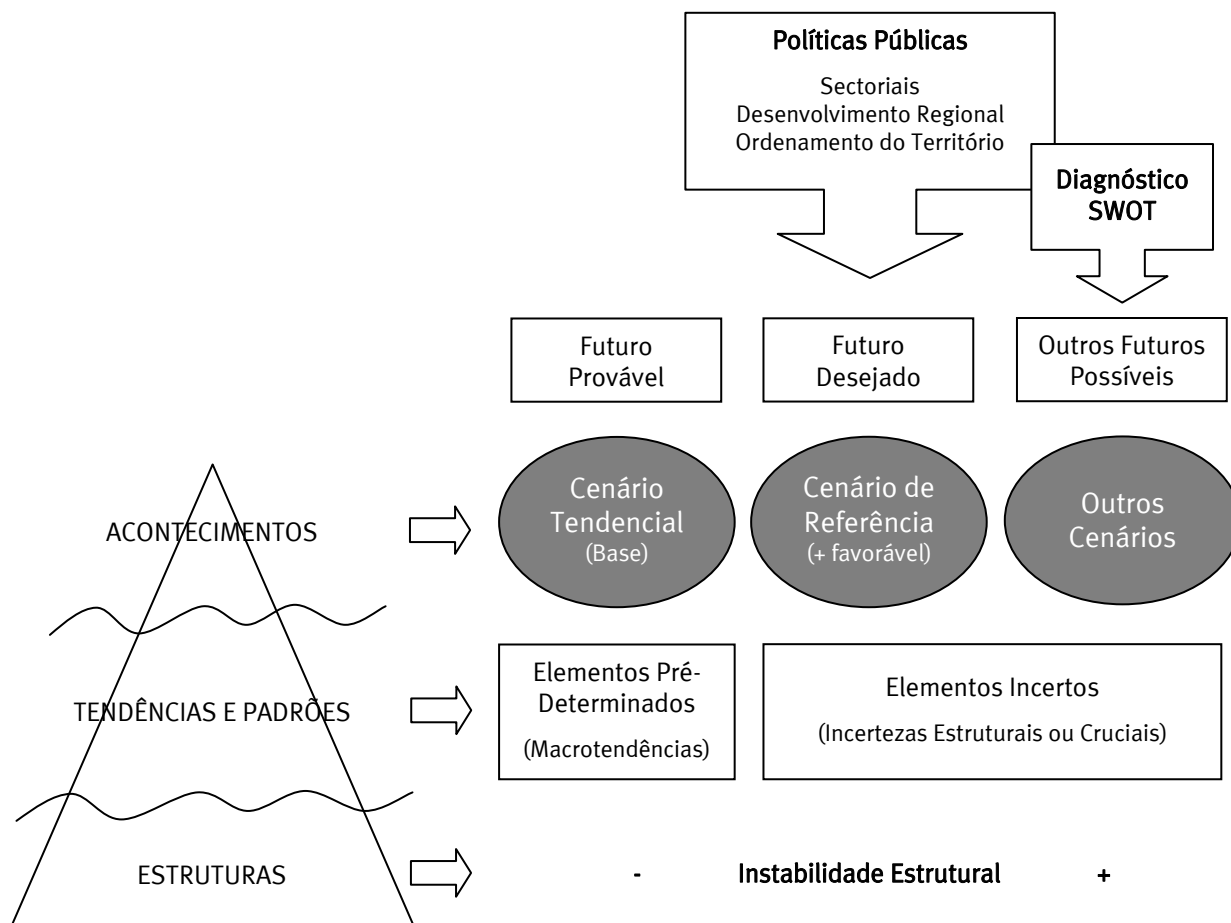 Políticas Públicas
Sectoriais
Desenvolvimento Regional
Ordenamento do Território
Diagnóstico
SWOT
Futuro
Provável
Futuro
Desejado
Outros Futuros
Possíveis
ACONTECIMENTOS
Cenário
Tendencial
(Base)
Cenário de
Referência
(+ favorável)
Outros
Cenários
TENDÊNCIAS E PADRÕES
Elementos Pré-
Determinados
(Macrotendências)
Elementos Incertos
(Incertezas Estruturais ou Cruciais)
ESTRUTURAS
- Instabilidade Estrutural +